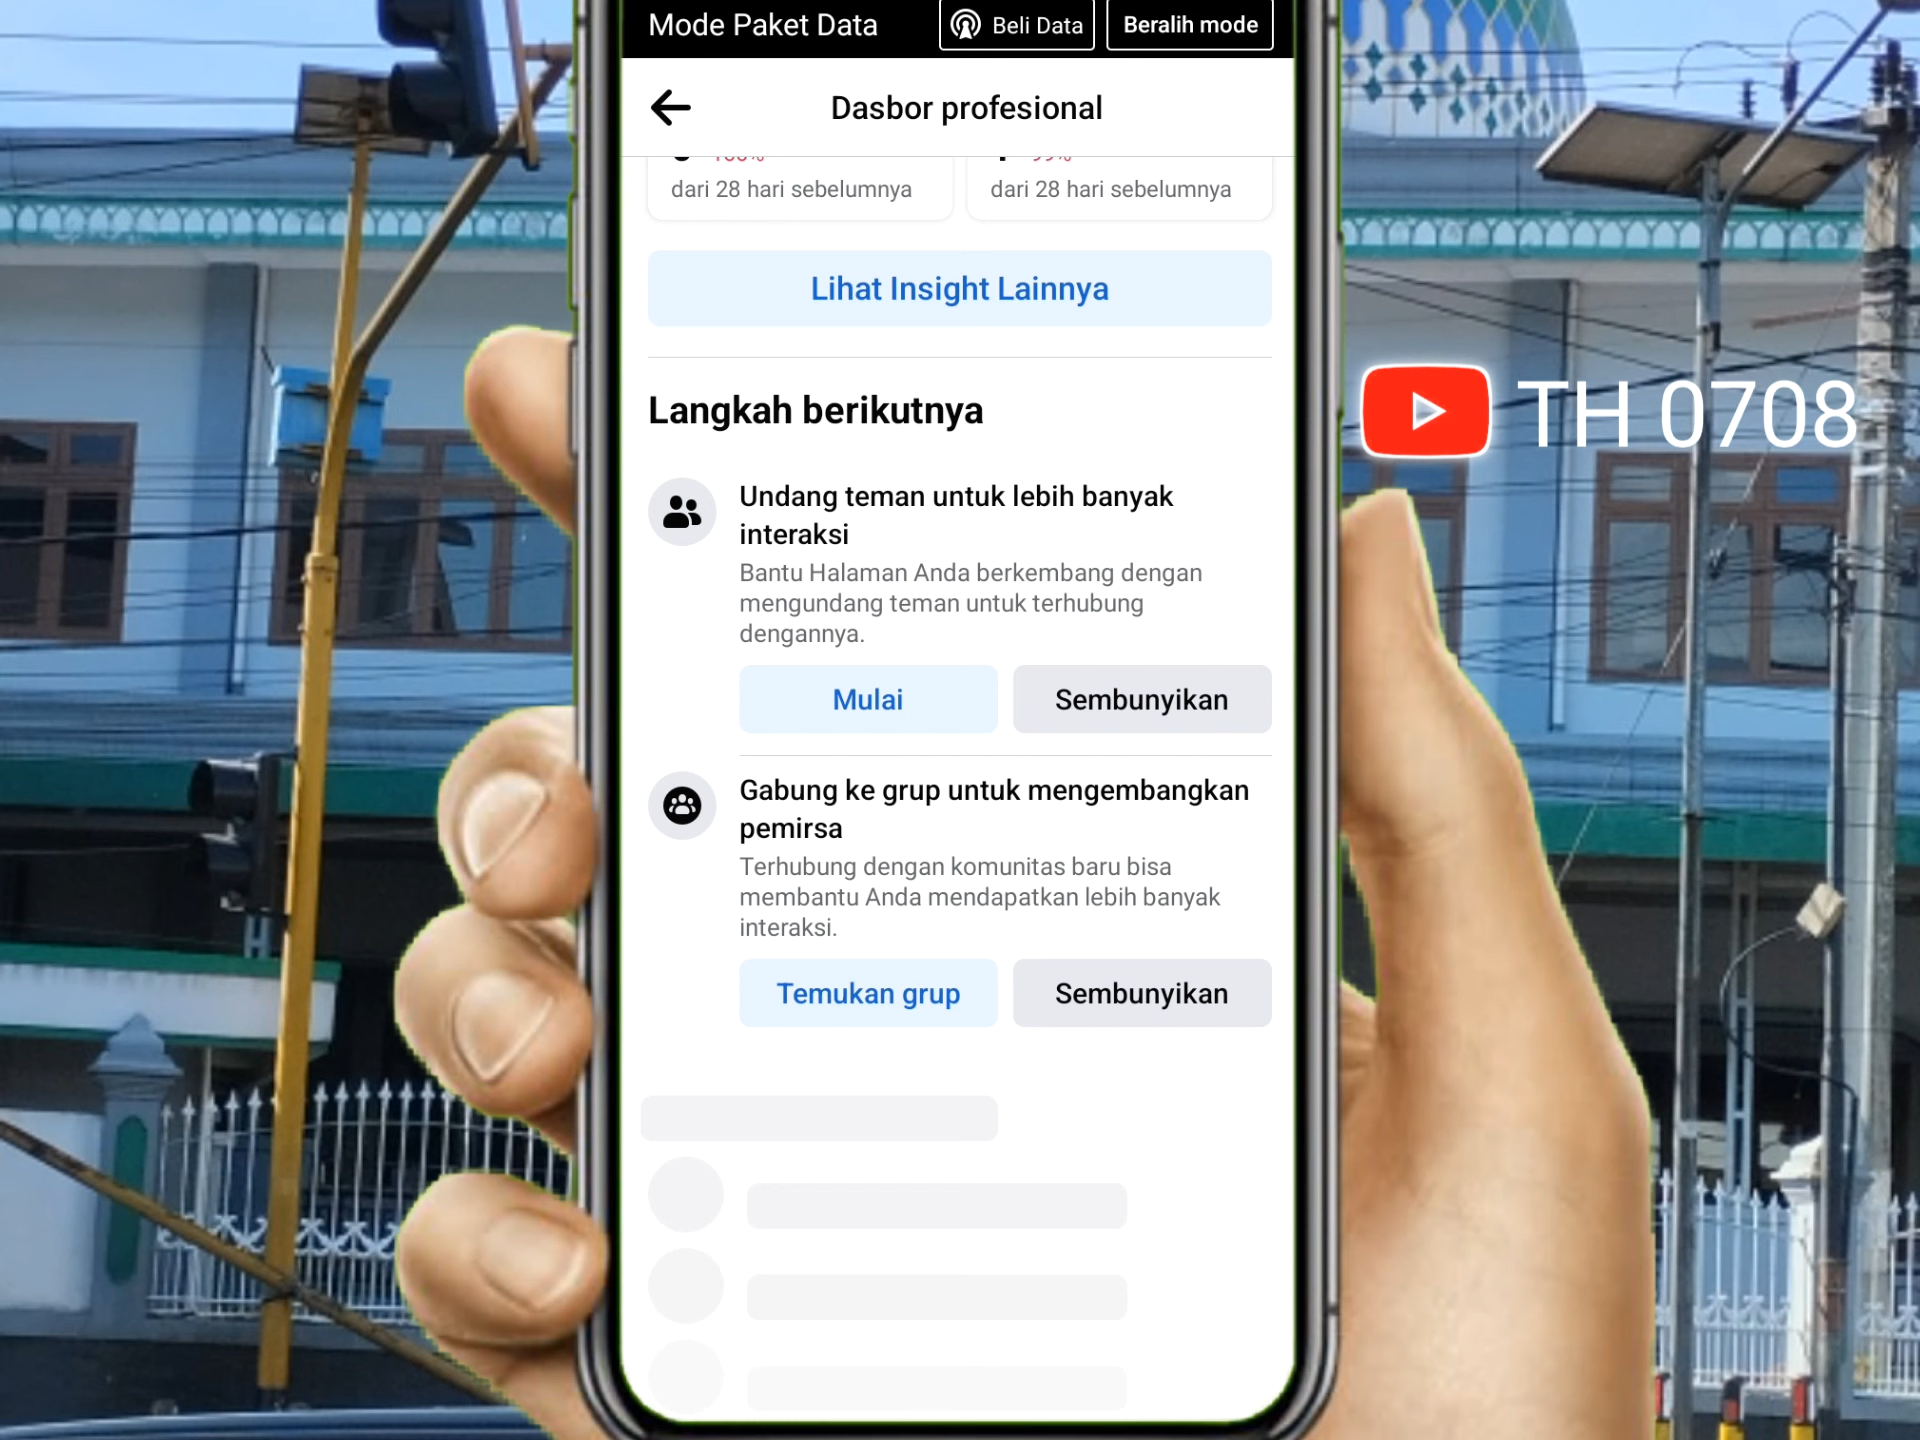 Mode Paket Data
Beli Data
Beralih mode
Dasbor profesional
dari 28 hari sebelumnya
dari 28 hari sebelumnya
Lihat Insight Lainnya
Langkah berikutnya
Undang teman untuk lebih banyak
interaksi
Bantu Halaman Anda berkembang dengan
mengundang teman untuk terhubung
dengannya.
Mulai
Sembunyikan
Gabung ke grup untuk mengembangkan
pemirsa
Terhubung dengan komunitas baru bisa
membantu Anda mendapatkan lebih banyak
interaksi.
Temukan grup
Sembunyikan
TH 0708